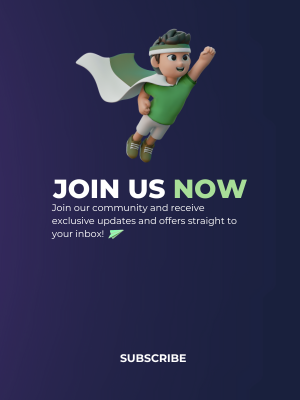 JOIN US NOW
Join our community and receive
exclusive updates and offers straight to
your inbox!
SUBSCRIBE